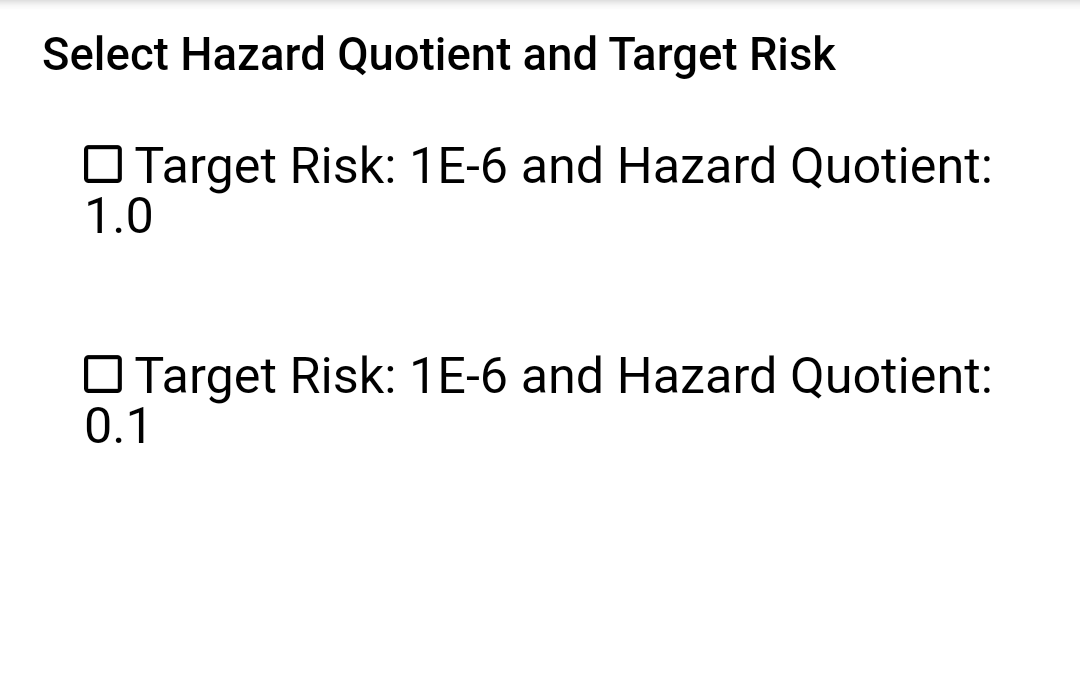 Select Hazard Quotient and Target Risk
☐ Target Risk: 1E-6 and Hazard Quotient:
1.0
☐ Target Risk: 1E-6 and Hazard Quotient:
0.1